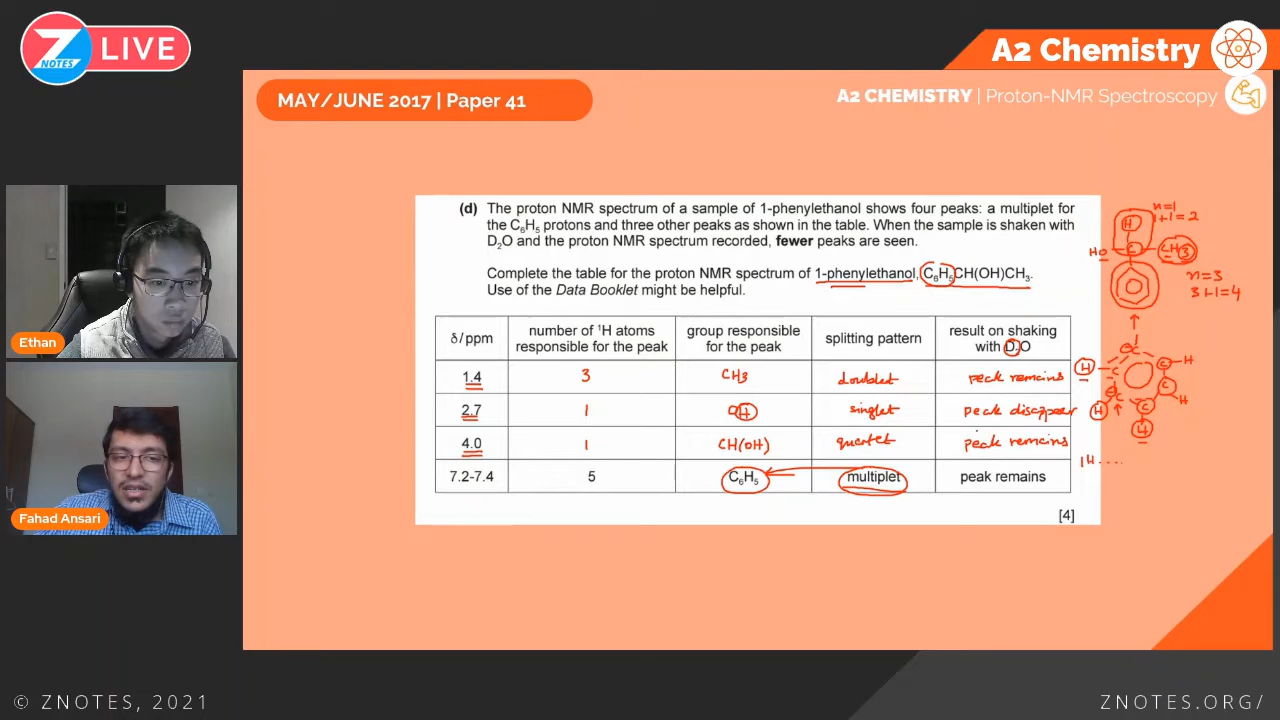 Z NOTES LIVE
A2 Chemistry
MAY/JUNE 2017 | Paper 41
A2 CHEMISTRY | Proton-NMR Spectroscopy
(d) The proton NMR spectrum of a sample of 1-phenylethanol shows four peaks: a multiplet for
the C₆H₅ protons and three other peaks as shown in the table. When the sample is shaken with
D₂O and the proton NMR spectrum recorded, fewer peaks are seen.
Complete the table for the proton NMR spectrum of 1-phenylethanol, C₆H₅CH(OH)CH₃.
Use of the Data Booklet might be helpful.
δ/ppm
number of ¹H atoms
responsible for the peak
group responsible
for the peak
splitting pattern
result on shaking
with D₂O
1.4 3 CH3 doublet peak remains
2.7 1 OH singlet peak disappear
4.0 1 CH(OH) quartet peak remains
7.2-7.4 5 C₆H₅ multiplet peak remains
[4]
H n=1
1+1=2
HO C CH3
n=3
3+1=4
C
H C C H
C C
H C H
H
1H....
Ethan
Fahad Ansari
© ZNOTES, 2021
ZNOTES.ORG/